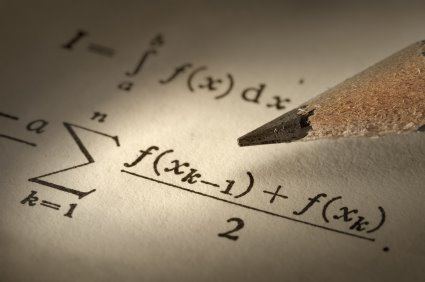 I = ∫_a^b f(x) dx
a ∑_{k=1}^{n} (f(x_{k-1}) + f(x_k)) / 2 .